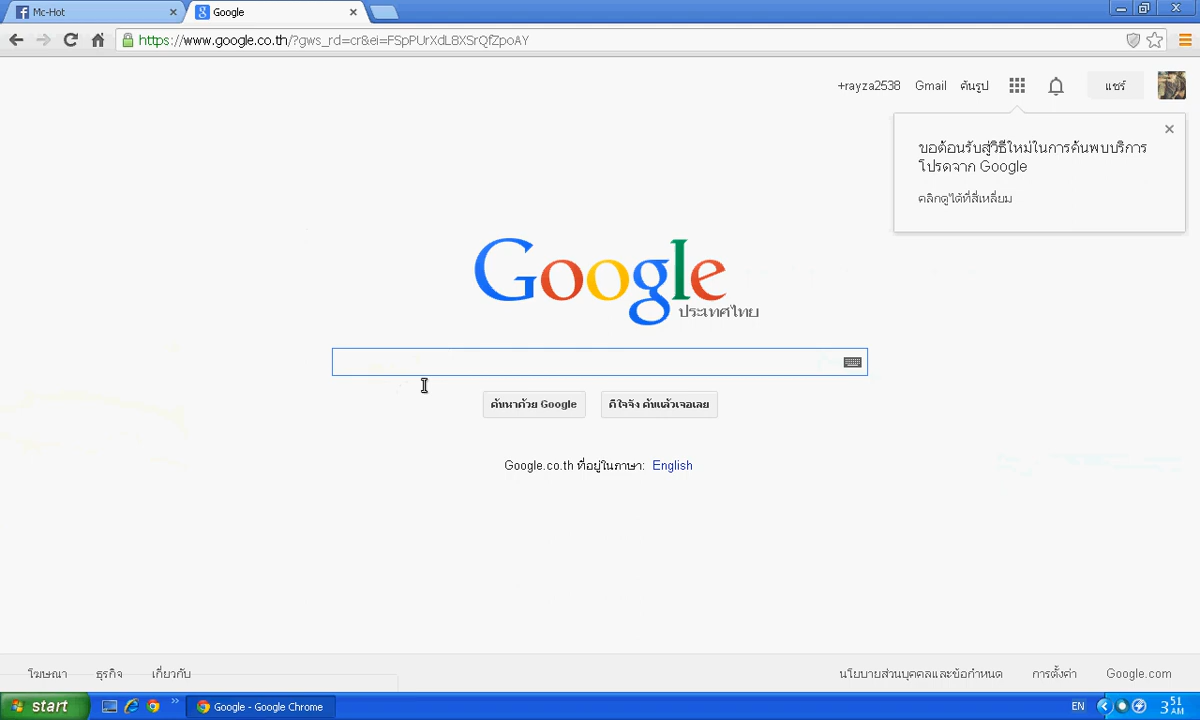 Mc-Hot
Google
https://www.google.co.th/?gws_rd=cr&ei=FSpPUrXdL8XSrQfZpoAY
+rayza2538 Gmail ค้นรูป แชร์
ขอต้อนรับสู่วิธีใหม่ในการค้นพบบริการ
โปรดจาก Google
คลิกดูได้ที่สี่เหลี่ยม
Google
ประเทศไทย
ค้นหาด้วย Google ดีใจจัง ค้นแล้วเจอเลย
Google.co.th ที่อยู่ในภาษา: English
โฆษณา ธุรกิจ เกี่ยวกับ นโยบายส่วนบุคคลและข้อกำหนด การตั้งค่า Google.com
start Google - Google Chrome EN 3:51 AM